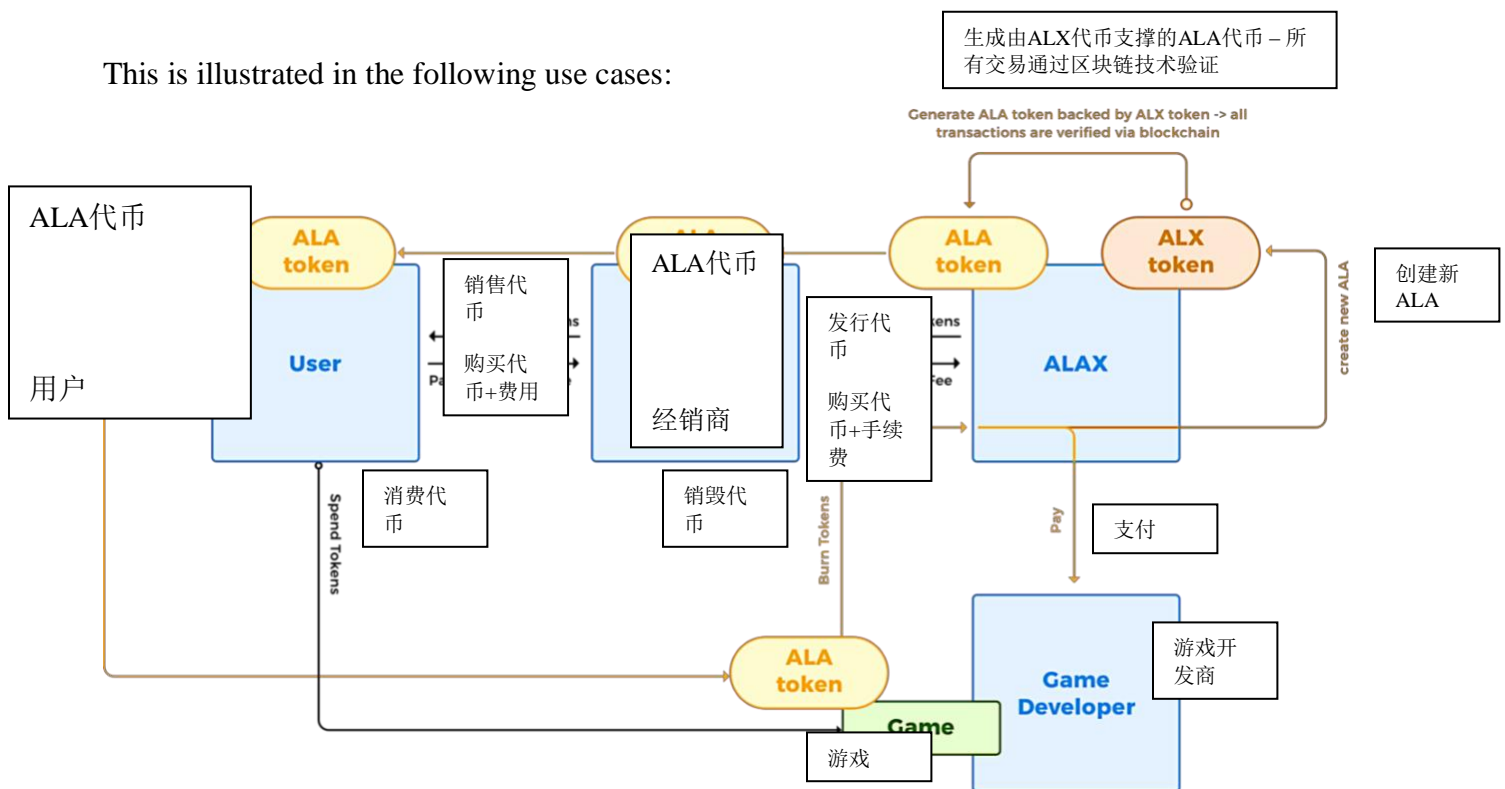 生成由ALX代币支撑的ALA代币 – 所
有交易通过区块链技术验证
This is illustrated in the following use cases:
Generate ALA token backed by ALX token -> all
transactions are verified via blockchain
ALA代币
用户
ALA
token
ALA代币
经销商
ALA
token
ALX
token
创建新
ALA
create new ALA
销售代
币
购买代
币+费用
发行代
币
购买代
币+手续
费
User
ALAX
Fee
消费代
币
销毁代
币
Spend Tokens
Burn Tokens
Pay
支付
ALA
token
游戏开
发商
Game
Developer
Game
游戏